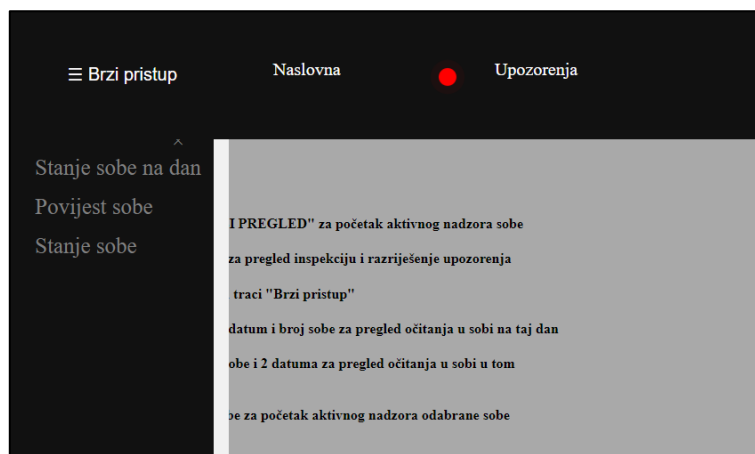 ☰ Brzi pristup
Naslovna
Upozorenja
Stanje sobe na dan
Povijest sobe
Stanje sobe
I PREGLED" za početak aktivnog nadzora sobe
za pregled inspekciju i razriješenje upozorenja
traci "Brzi pristup"
datum i broj sobe za pregled očitanja u sobi na taj dan
obe i 2 datuma za pregled očitanja u sobi u tom
za početak aktivnog nadzora odabrane sobe